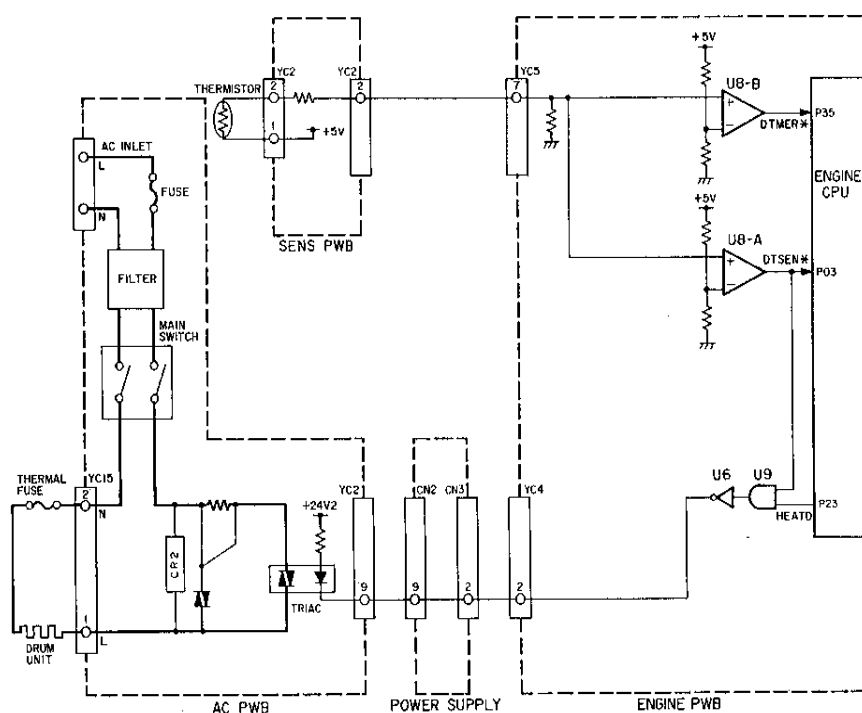 +5V
YC2
YC2
YC5
THERMISTOR
2
2
7
U8-B
1
+5V
P35
DTMER*
AC INLET
L
ENGINE
CPU
FUSE
+5V
N
SENS PWB
U8-A
DTSEN*
P03
FILTER
MAIN
SWITCH
THERMAL
FUSE
YC15
2
N
YC2
CN2
CN3
YC4
U6
U9
+24V2
P23
HEATD
CR2
9
9
2
2
TRIAC
1
L
DRUM
UNIT
AC PWB
POWER SUPPLY
ENGINE PWB
+
−
+
−